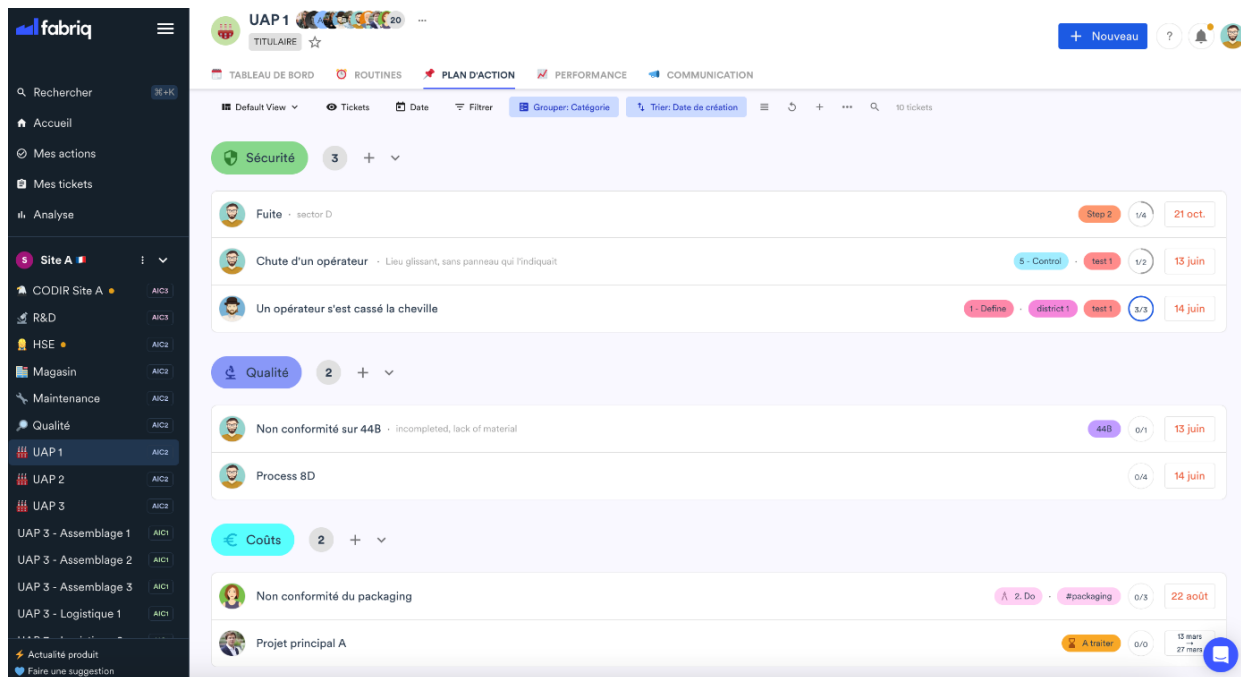 fabriq
Rechercher ⌘+K
Accueil
Mes actions
Mes tickets
Analyse
S Site A
CODIR Site A AIC3
R&D AIC3
HSE AIC2
Magasin AIC2
Maintenance AIC2
Qualité AIC2
UAP 1 AIC2
UAP 2 AIC2
UAP 3 AIC2
UAP 3 - Assemblage 1 AIC1
UAP 3 - Assemblage 2 AIC1
UAP 3 - Assemblage 3 AIC1
UAP 3 - Logistique 1 AIC1
Actualité produit
Faire une suggestion
UAP 1 20 ...
TITULAIRE
+ Nouveau ?
TABLEAU DE BORD ROUTINES PLAN D'ACTION PERFORMANCE COMMUNICATION
Default View Tickets Date Filtrer Grouper: Catégorie Trier: Date de création 10 tickets
Sécurité 3
Fuite · sector D Step 2 1/4 21 oct.
Chute d'un opérateur · Lieu glissant, sans panneau qui l'indiquait 5 - Control · test 1 1/2 13 juin
Un opérateur s'est cassé la cheville 1 - Define · district 1 test 1 3/3 14 juin
Qualité 2
Non conformité sur 44B · incompleted, lack of material 44B 0/1 13 juin
Process 8D 0/4 14 juin
€ Coûts 2
Non conformité du packaging 2. Do · #packaging 0/3 22 août
Projet principal A A traiter 0/0 13 mars → 27 mars